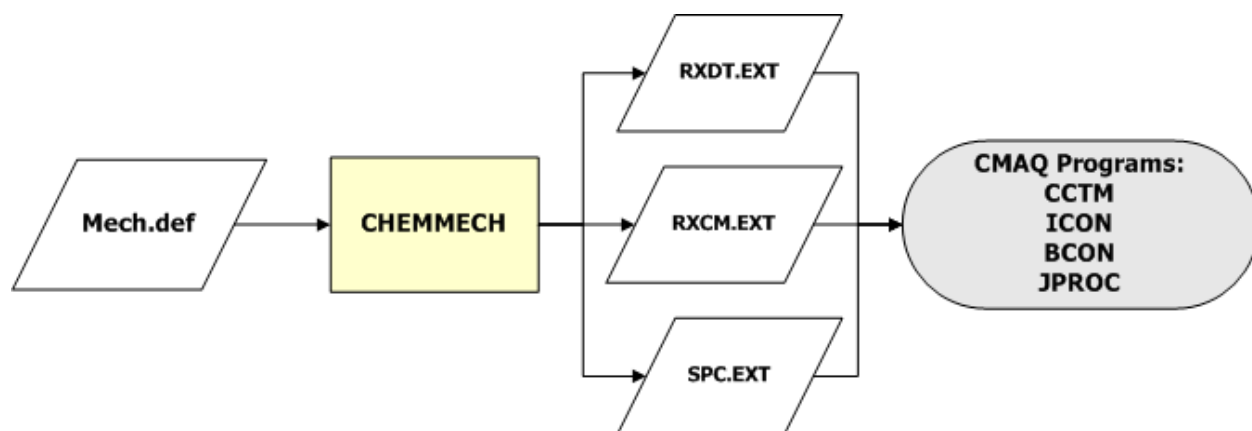 Mech.def
CHEMMECH
RXDT.EXT
RXCM.EXT
SPC.EXT
CMAQ Programs:
CCTM
ICON
BCON
JPROC